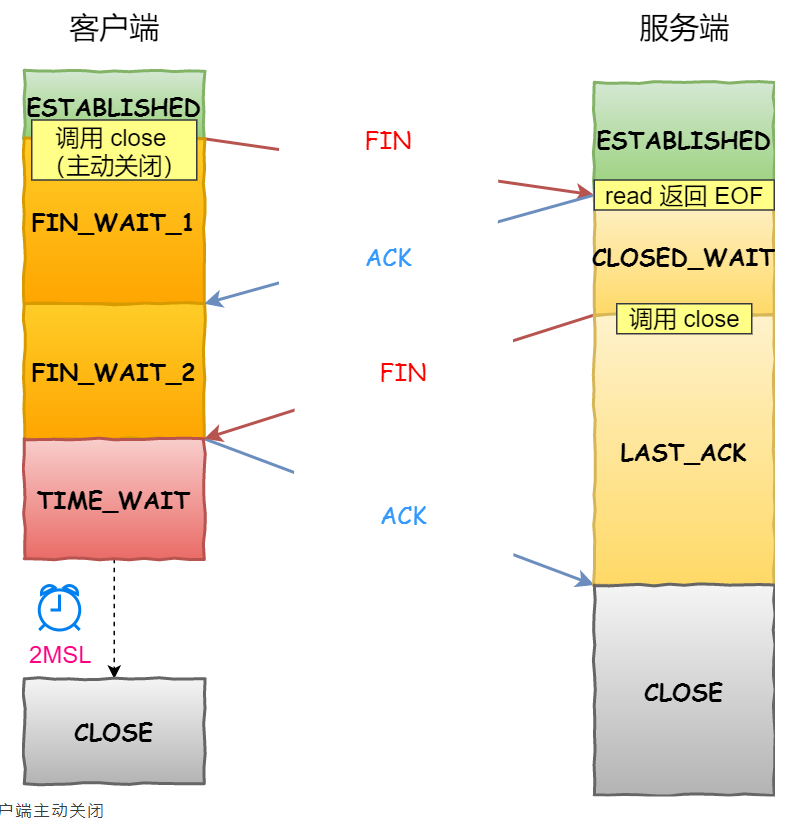 客户端
服务端
ESTABLISHED
调用 close
（主动关闭）
FIN
ESTABLISHED
read 返回 EOF
FIN_WAIT_1
ACK
CLOSED_WAIT
调用 close
FIN_WAIT_2
FIN
LAST_ACK
TIME_WAIT
ACK
2MSL
CLOSE
CLOSE
户端主动关闭